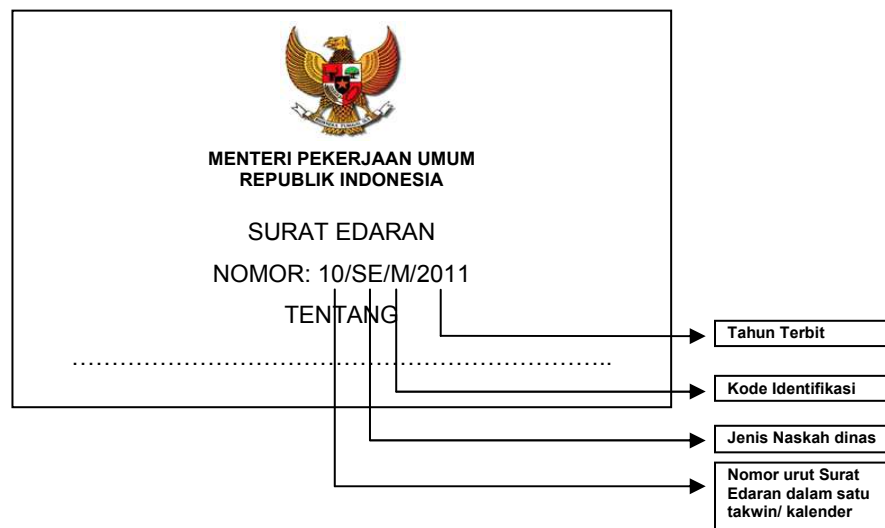 MENTERI PEKERJAAN UMUM
REPUBLIK INDONESIA
SURAT EDARAN
NOMOR: 10/SE/M/2011
TENTANG
……………………………………………………………..
Tahun Terbit
Kode Identifikasi
Jenis Naskah dinas
Nomor urut Surat
Edaran dalam satu
takwin/ kalender